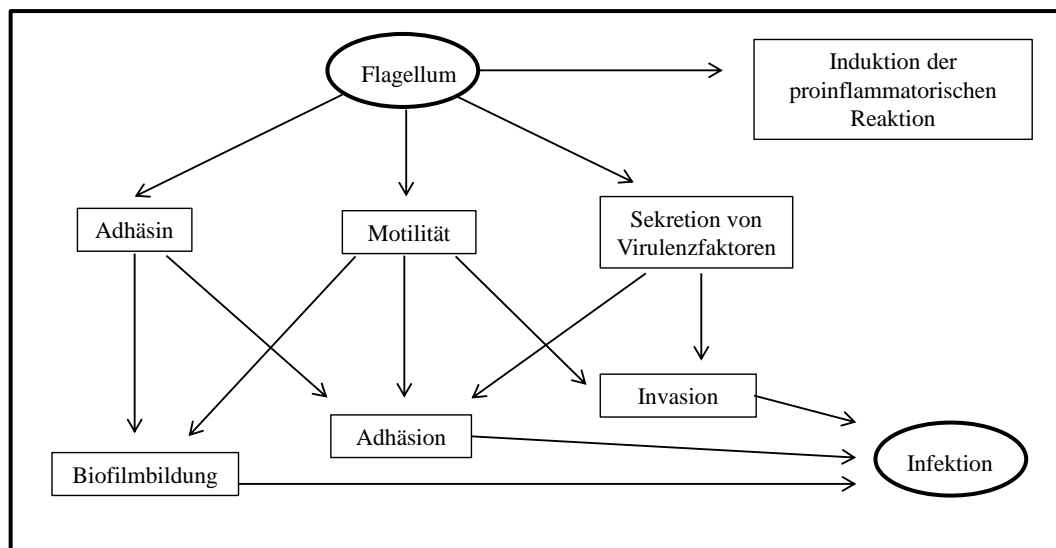 Flagellum
Induktion der
proinflammatorischen
Reaktion
Adhäsin
Motilität
Sekretion von
Virulenzfaktoren
Invasion
Adhäsion
Biofilmbildung
Infektion